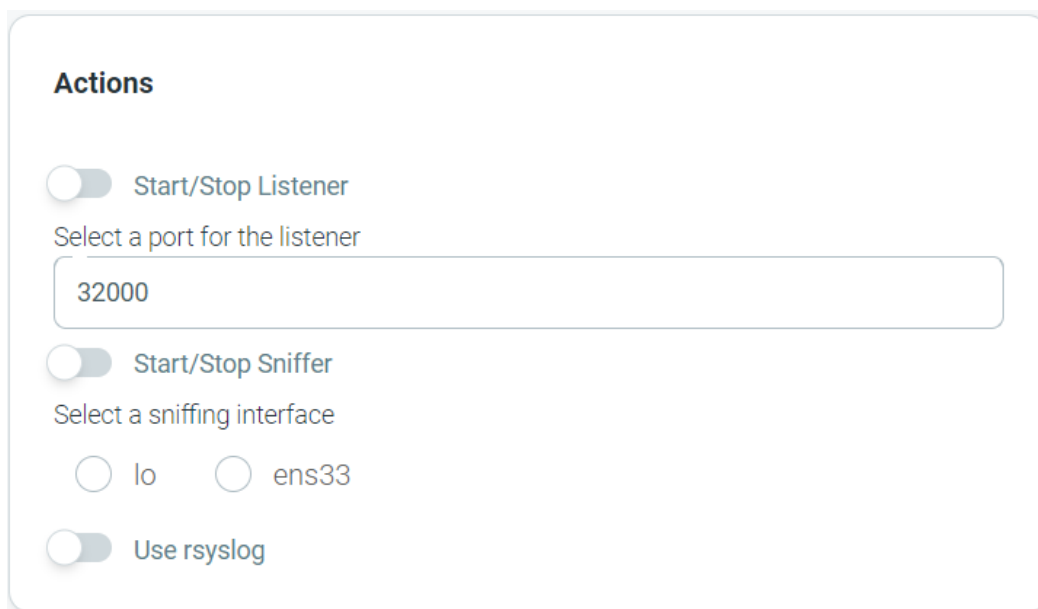 Actions
Start/Stop Listener
Select a port for the listener
32000
Start/Stop Sniffer
Select a sniffing interface
lo ens33
Use rsyslog